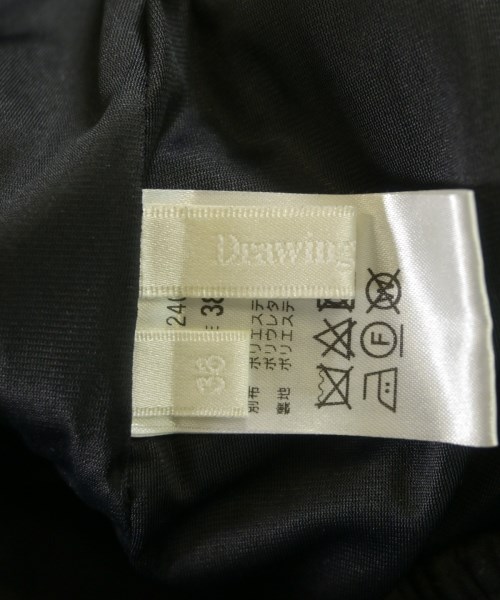 Drawing
38
240
: 38
ポリエステ
別布 ポリウレタ
裏地 ポリエステ
W
F